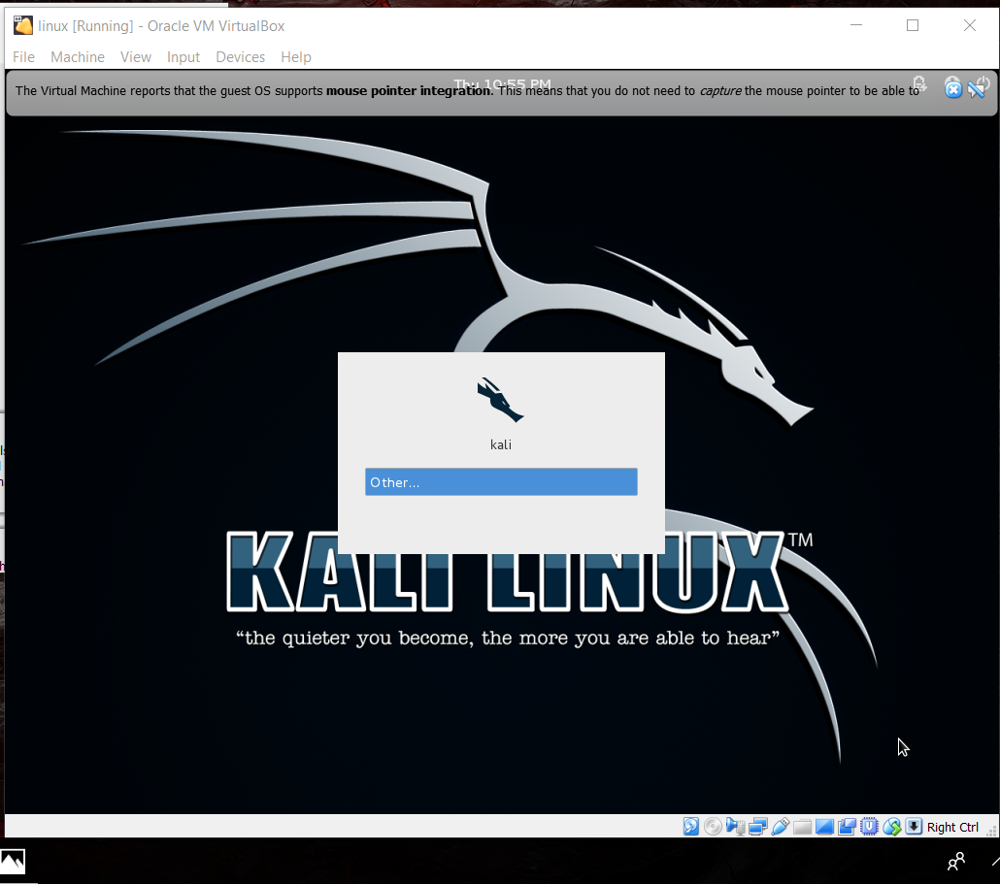 linux [Running] - Oracle VM VirtualBox
File Machine View Input Devices Help
Thu 10:55 PM
The Virtual Machine reports that the guest OS supports mouse pointer integration. This means that you do not need to capture the mouse pointer to be able to
kali
Other...
KALI LINUX™
“the quieter you become, the more you are able to hear”
Right Ctrl